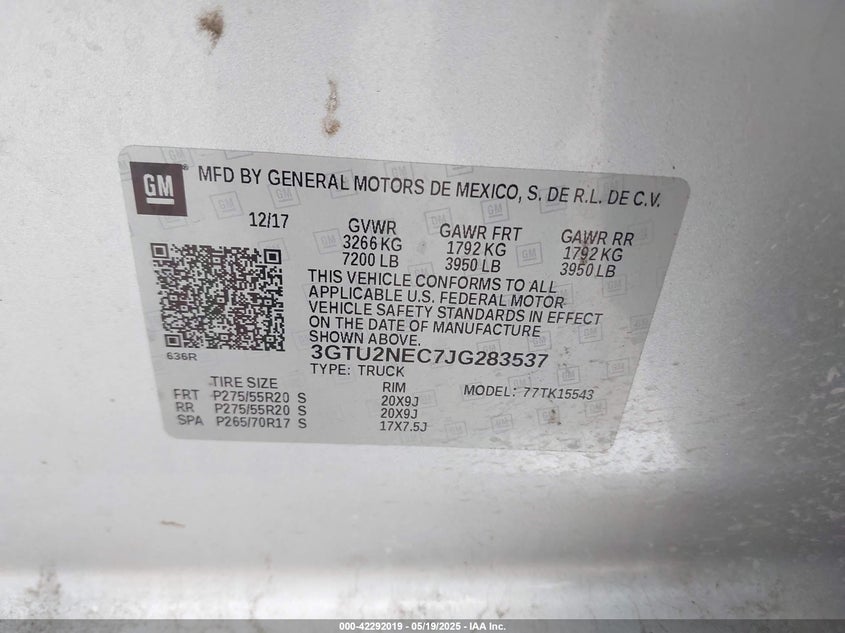 GM
MFD BY GENERAL MOTORS DE MEXICO, S. DE R.L. DE C.V.
12/17 GVWR GAWR FRT GAWR RR
3266 KG 1792 KG 1792 KG
7200 LB 3950 LB 3950 LB
THIS VEHICLE CONFORMS TO ALL
APPLICABLE U.S. FEDERAL MOTOR
VEHICLE SAFETY STANDARDS IN EFFECT
ON THE DATE OF MANUFACTURE
SHOWN ABOVE.
636R
3GTU2NEC7JG283537
TYPE: TRUCK
TIRE SIZE RIM MODEL: 77TK15543
FRT P275/55R20 S 20X9J
RR P275/55R20 S 20X9J
SPA P265/70R17 S 17X7.5J
000-42292019 - 05/19/2025 - IAA Inc.